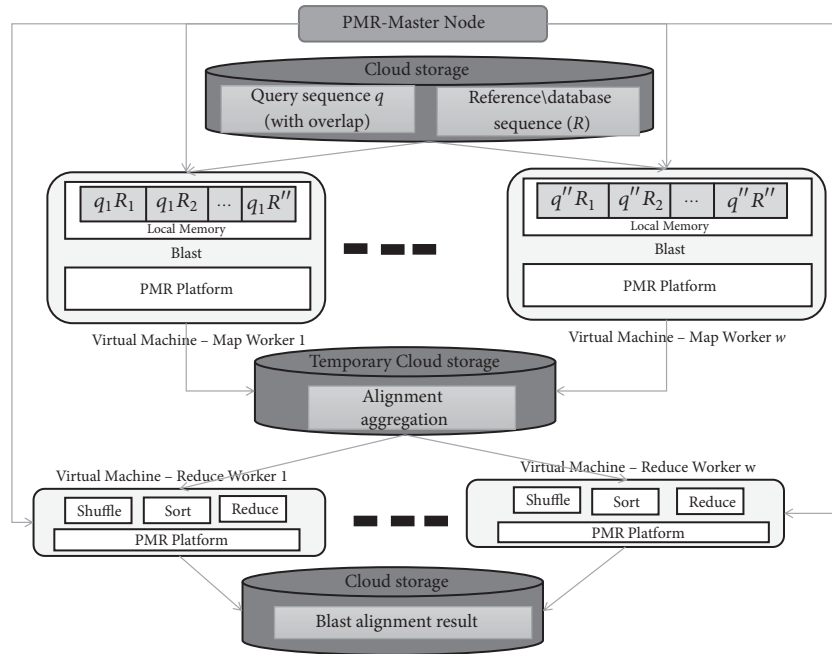 PMR-Master Node
Cloud storage
Query sequence q
(with overlap)
Reference\database
sequence (R)
q₁R₁ q₁R₂ ... q₁R″
Local Memory
Blast
PMR Platform
Virtual Machine – Map Worker 1
q″R₁ q″R₂ ... q″R″
Local Memory
Blast
PMR Platform
Virtual Machine – Map Worker w
Temporary Cloud storage
Alignment
aggregation
Virtual Machine – Reduce Worker 1
Shuffle Sort Reduce
PMR Platform
Virtual Machine – Reduce Worker w
Shuffle Sort Reduce
PMR Platform
Cloud storage
Blast alignment result